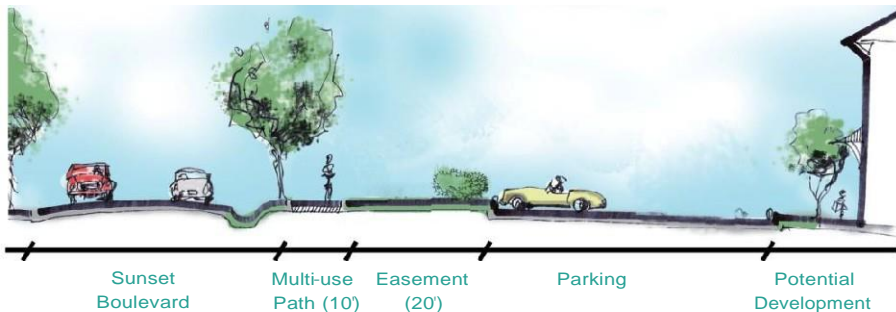 Sunset
Boulevard
Multi-use
Path (10')
Easement
(20')
Parking
Potential
Development